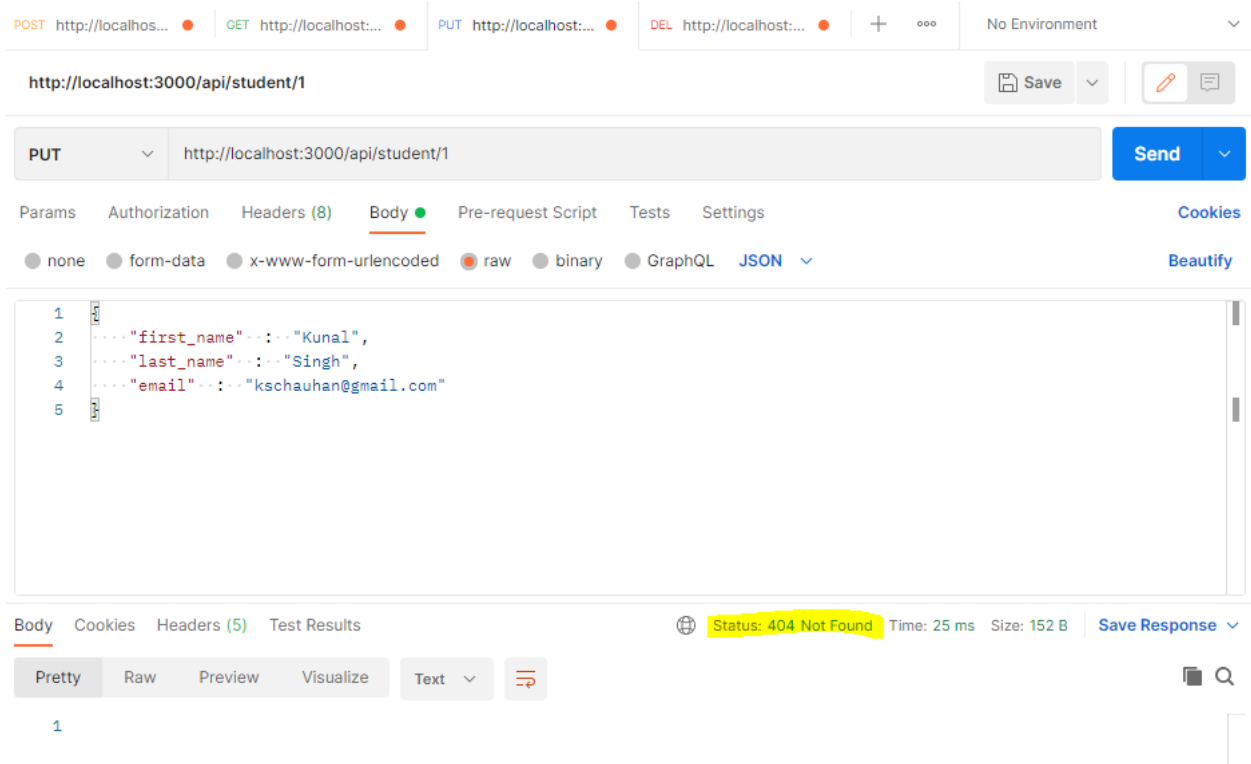 POST http://localhos... GET http://localhost:... PUT http://localhost:... DEL http://localhost:... + ooo No Environment
http://localhost:3000/api/student/1 Save
PUT http://localhost:3000/api/student/1 Send
Params Authorization Headers (8) Body Pre-request Script Tests Settings Cookies
none form-data x-www-form-urlencoded raw binary GraphQL JSON Beautify
1 {
2 "first_name" : "Kunal",
3 "last_name" : "Singh",
4 "email" : "kschauhan@gmail.com"
5 }
Body Cookies Headers (5) Test Results Status: 404 Not Found Time: 25 ms Size: 152 B Save Response
Pretty Raw Preview Visualize Text
1